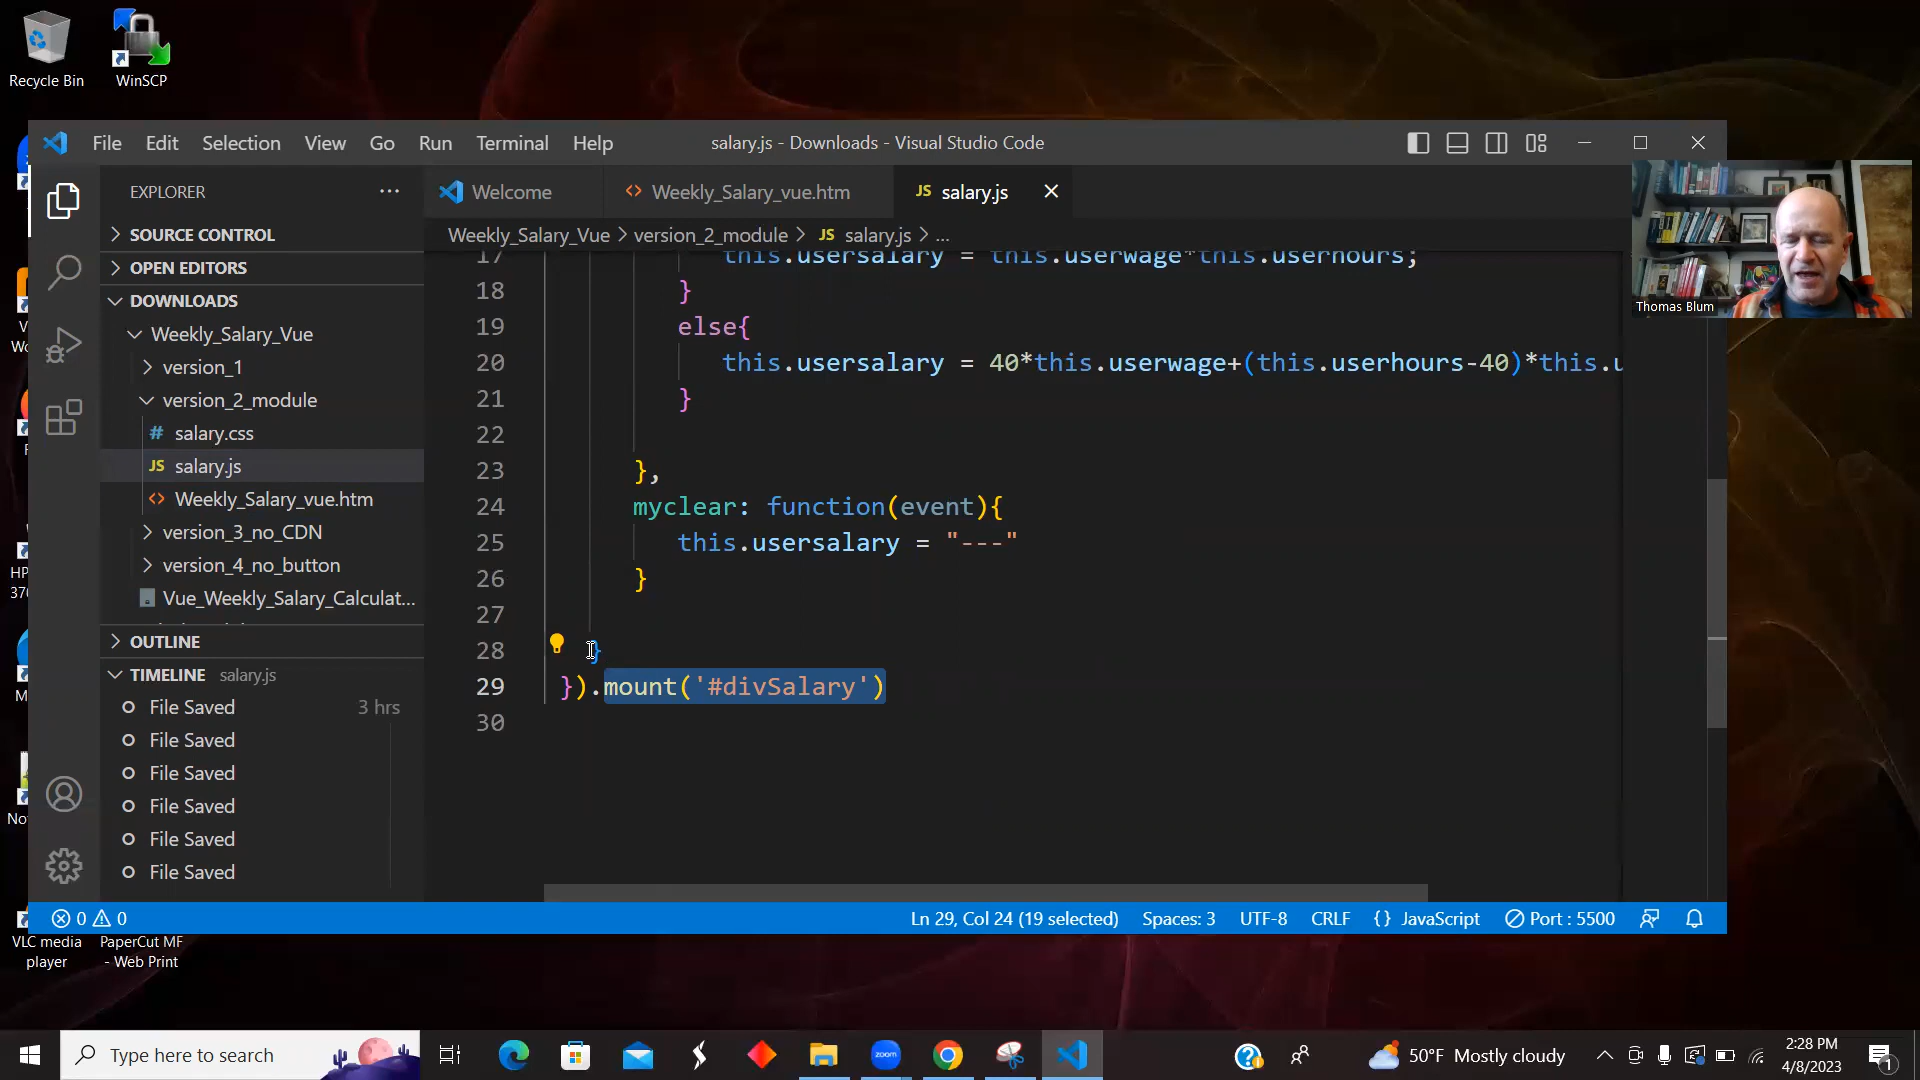 Recycle Bin
WinSCP
File Edit Selection View Go Run Terminal Help
salary.js - Downloads - Visual Studio Code
EXPLORER
Welcome
Weekly_Salary_vue.htm
JS salary.js
Weekly_Salary_Vue > version_2_module > JS salary.js > ...
SOURCE CONTROL
OPEN EDITORS
DOWNLOADS
Weekly_Salary_Vue
version_1
version_2_module
# salary.css
JS salary.js
<> Weekly_Salary_vue.htm
version_3_no_CDN
version_4_no_button
Vue_Weekly_Salary_Calculat...
OUTLINE
TIMELINE salary.js
File Saved 3 hrs
File Saved
File Saved
File Saved
File Saved
File Saved
17 this.usersalary = this.userwage*this.userhours;
18 }
19 else{
20 this.usersalary = 40*this.userwage+(this.userhours-40)*this.u
21 }
22
23 },
24 myclear: function(event){
25 this.usersalary = "---"
26 }
27
28 }
29 }).mount('#divSalary')
30
Thomas Blum
0 0
Ln 29, Col 24 (19 selected) Spaces: 3 UTF-8 CRLF {} JavaScript Port : 5500
VLC media player
PaperCut MF - Web Print
Type here to search
zoom
50°F Mostly cloudy
2:28 PM
4/8/2023
1